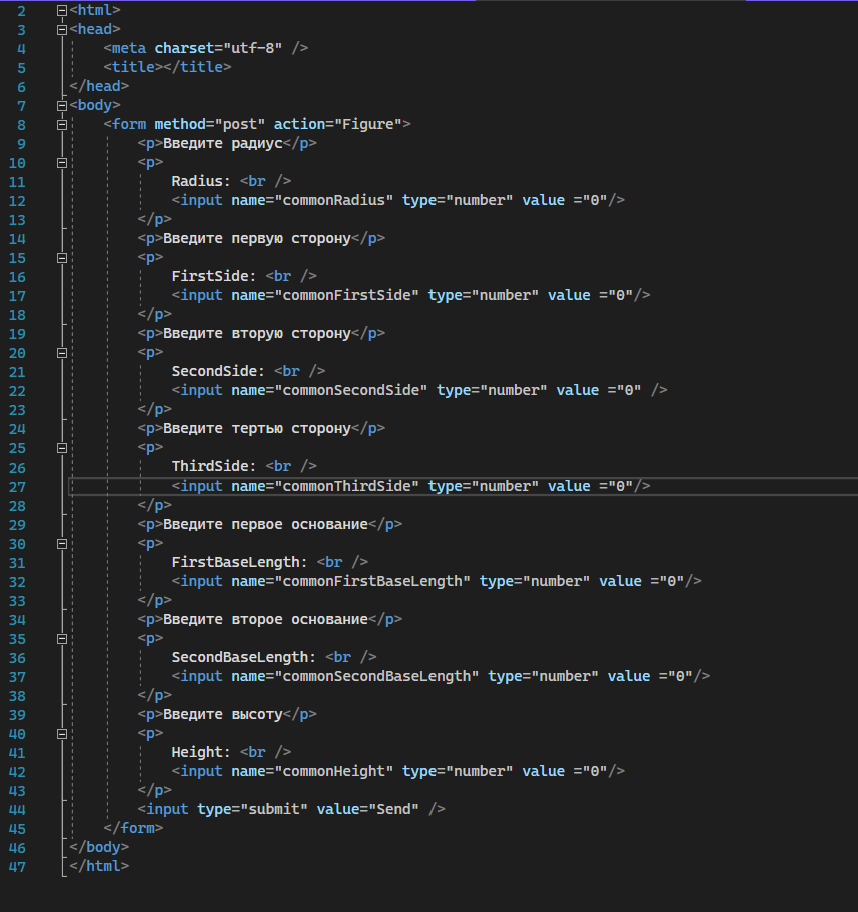 2 <html>
3 <head>
4 <meta charset="utf-8" />
5 <title></title>
6 </head>
7 <body>
8 <form method="post" action="Figure">
9 <p>Введите радиус</p>
10 <p>
11 Radius: <br />
12 <input name="commonRadius" type="number" value ="0"/>
13 </p>
14 <p>Введите первую сторону</p>
15 <p>
16 FirstSide: <br />
17 <input name="commonFirstSide" type="number" value ="0"/>
18 </p>
19 <p>Введите вторую сторону</p>
20 <p>
21 SecondSide: <br />
22 <input name="commonSecondSide" type="number" value ="0" />
23 </p>
24 <p>Введите тертью сторону</p>
25 <p>
26 ThirdSide: <br />
27 <input name="commonThirdSide" type="number" value ="0"/>
28 </p>
29 <p>Введите первое основание</p>
30 <p>
31 FirstBaseLength: <br />
32 <input name="commonFirstBaseLength" type="number" value ="0"/>
33 </p>
34 <p>Введите второе основание</p>
35 <p>
36 SecondBaseLength: <br />
37 <input name="commonSecondBaseLength" type="number" value ="0"/>
38 </p>
39 <p>Введите высоту</p>
40 <p>
41 Height: <br />
42 <input name="commonHeight" type="number" value ="0"/>
43 </p>
44 <input type="submit" value="Send" />
45 </form>
46 </body>
47 </html>